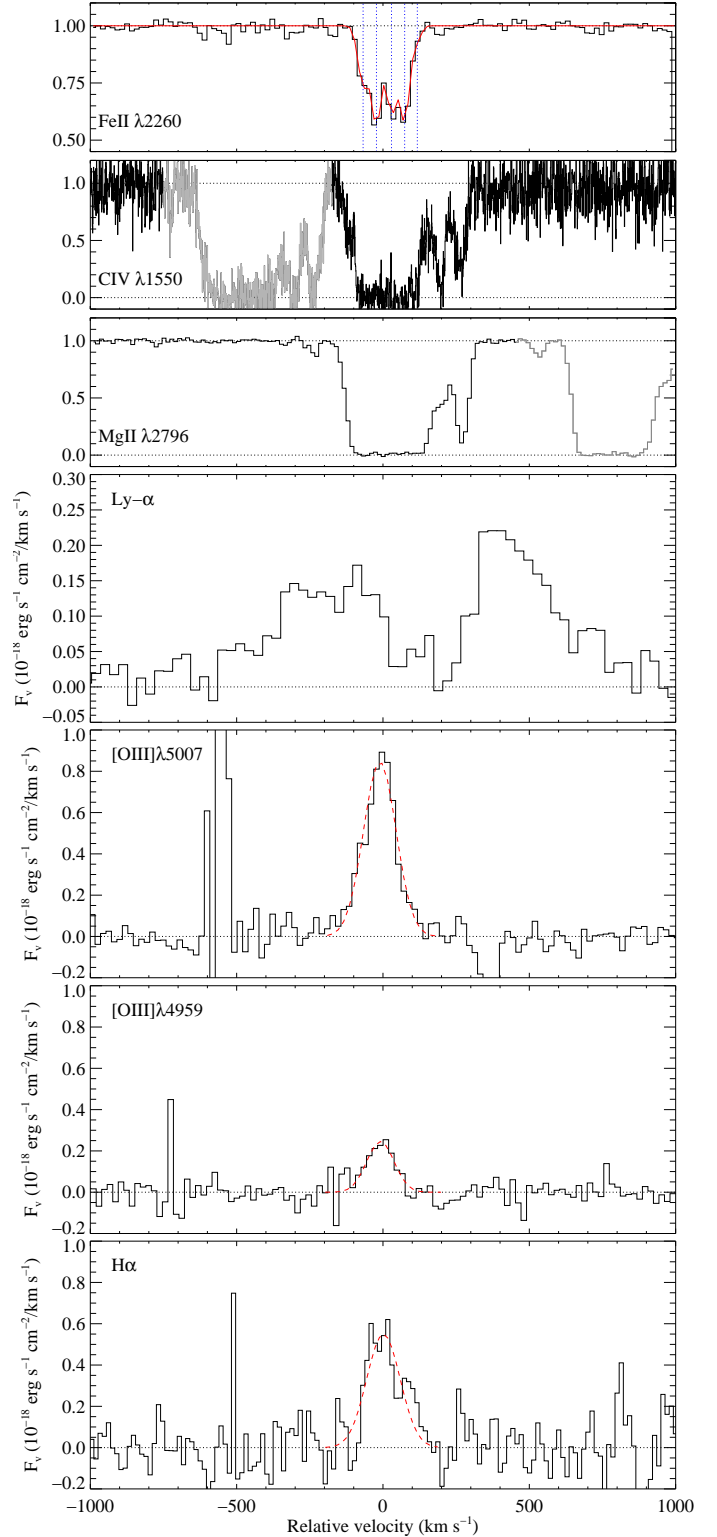 1.00
0.75
0.50
FeII λ2260
1.0
0.5
0.0
CIV λ1550
1.0
0.5
0.0
MgII λ2796
0.30
0.25
0.20
0.15
0.10
0.05
0.00
−0.05
Ly−α
F_v (10^−18 erg s^−1 cm^−2/km s^−1)
1.0
0.8
0.6
0.4
0.2
0.0
−0.2
[OIII]λ5007
F_v (10^−18 erg s^−1 cm^−2/km s^−1)
1.0
0.8
0.6
0.4
0.2
0.0
−0.2
[OIII]λ4959
F_v (10^−18 erg s^−1 cm^−2/km s^−1)
1.0
0.8
0.6
0.4
0.2
0.0
−0.2
Hα
F_v (10^−18 erg s^−1 cm^−2/km s^−1)
−1000 −500 0 500 1000
Relative velocity (km s^−1)